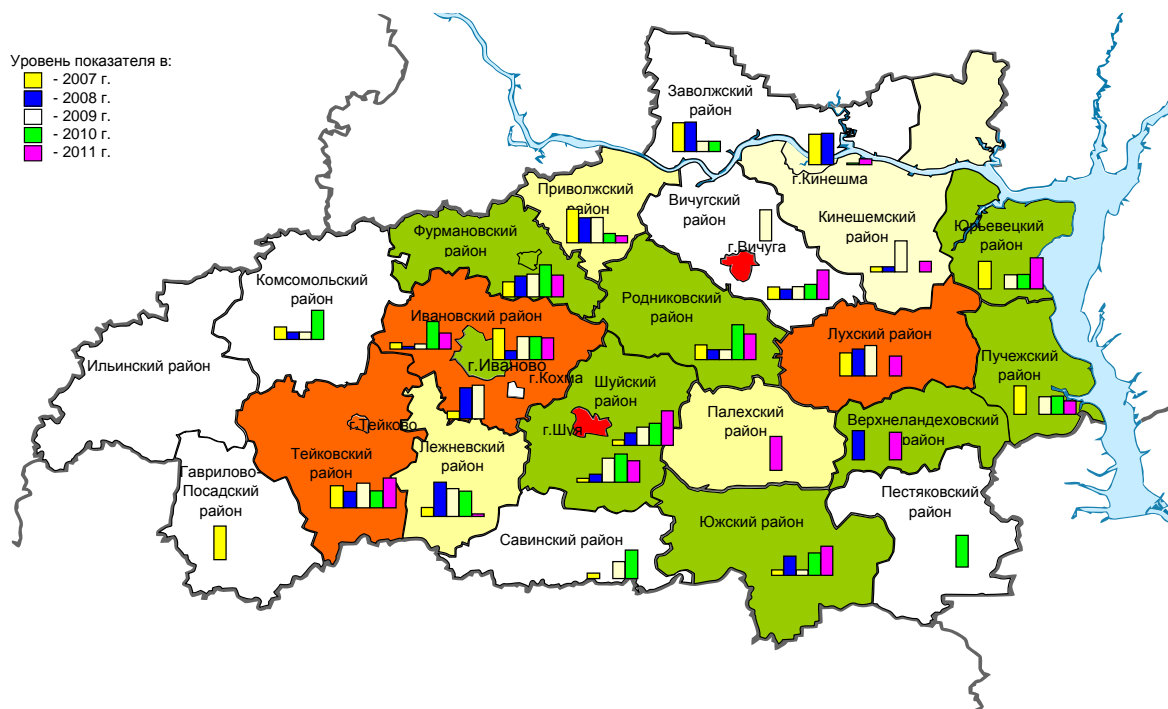 Уровень показателя в:
- 2007 г.
- 2008 г.
- 2009 г.
- 2010 г.
- 2011 г.
Заволжский
район
г.Кинешма
Приволжский
район
Вичугский
район
Кинешемский
район
Юрьевецкий
район
Фурмановский
район
г.Вичуга
Комсомольский
район
Родниковский
район
Ивановский район
Лухский район
Ильинский район
г.Иваново
г.Кохма
Пучежский
район
Шуйский
район
Палехский
район
Верхнеландеховский
район
г.Тейково
г.Шуя
Лежневский
район
Тейковский
район
Гаврилово-
Посадский
район
Пестяковский
район
Южский район
Савинский район